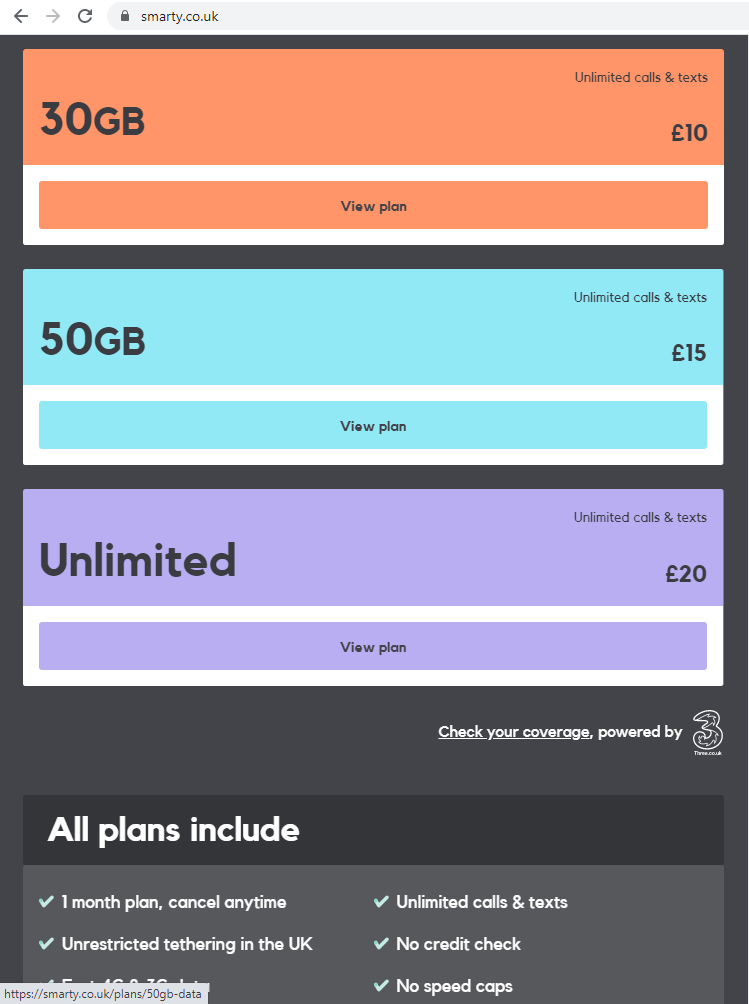 smarty.co.uk
Unlimited calls & texts
30GB
£10
View plan
Unlimited calls & texts
50GB
£15
View plan
Unlimited calls & texts
Unlimited
£20
View plan
Check your coverage, powered by
Three.co.uk
All plans include
1 month plan, cancel anytime
Unlimited calls & texts
Unrestricted tethering in the UK
No credit check
No speed caps
https://smarty.co.uk/plans/50gb-data